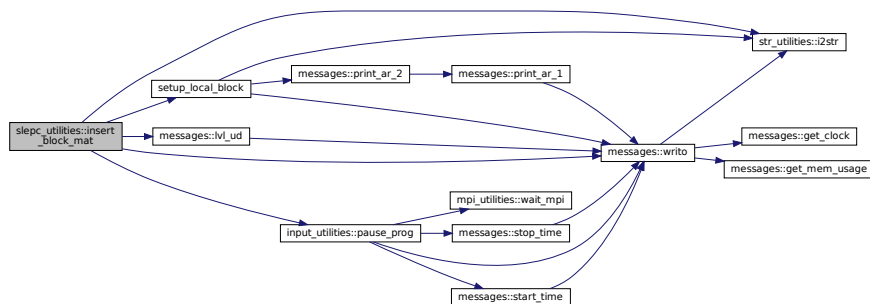 str_utilities::i2str
messages::print_ar_2
messages::print_ar_1
setup_local_block
slepc_utilities::insert
_block_mat
messages::lvl_ud
messages::get_clock
messages::writo
messages::get_mem_usage
mpi_utilities::wait_mpi
input_utilities::pause_prog
messages::stop_time
messages::start_time